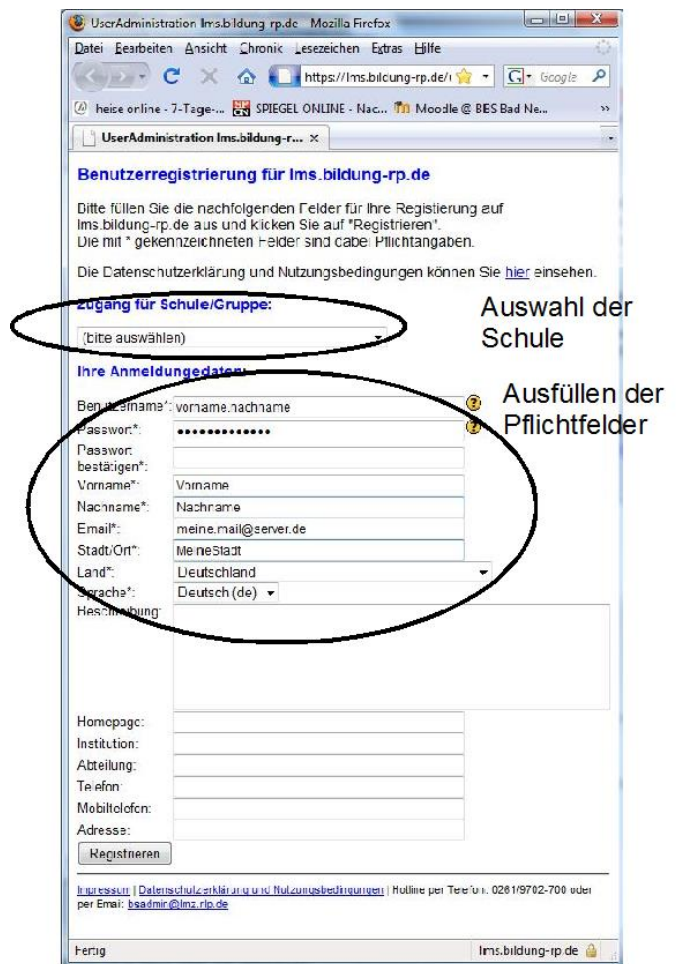 UserAdministration lms.bildung-rp.de - Mozilla Firefox
Datei Bearbeiten Ansicht Chronik Lesezeichen Extras Hilfe
https://lms.bildung-rp.de/ Google
heise online - 7-Tage-... SPIEGEL ONLINE - Nac... Moodle @ BES Bad Ne... »
UserAdministration lms.bildung-r...
Benutzerregistrierung für lms.bildung-rp.de
Bitte füllen Sie die nachfolgenden Felder für Ihre Registierung auf
lms.bildung-rp.de aus und klicken Sie auf "Registrieren".
Die mit * gekennzeichneten Felder sind dabei Pflichtangaben.
Die Datenschutzerklärung und Nutzungsbedingungen können Sie hier einsehen.
Zugang für Schule/Gruppe:
(bitte auswählen)
Auswahl der
Schule
Ihre Anmeldungedaten:
Ausfüllen der
Pflichtfelder
Benutzername*: vorname.nachname
Passwort*: •••••••••••••
Passwort
bestätigen*:
Vorname*: Vorname
Nachname*: Nachname
Email*: meine.mail@server.de
Stadt/Ort*: MeineStadt
Land*: Deutschland
Sprache*: Deutsch (de)
Beschreibung:
Homepage:
Institution:
Abteilung:
Telefon:
Mobiltelefon:
Adresse:
Registrieren
Impressum | Datenschutzerklärung und Nutzungsbedingungen | Hotline per Telefon: 0261/9702-700 oder
per Email: bsadmin@lmz.rlp.de
Fertig lms.bildung-rp.de